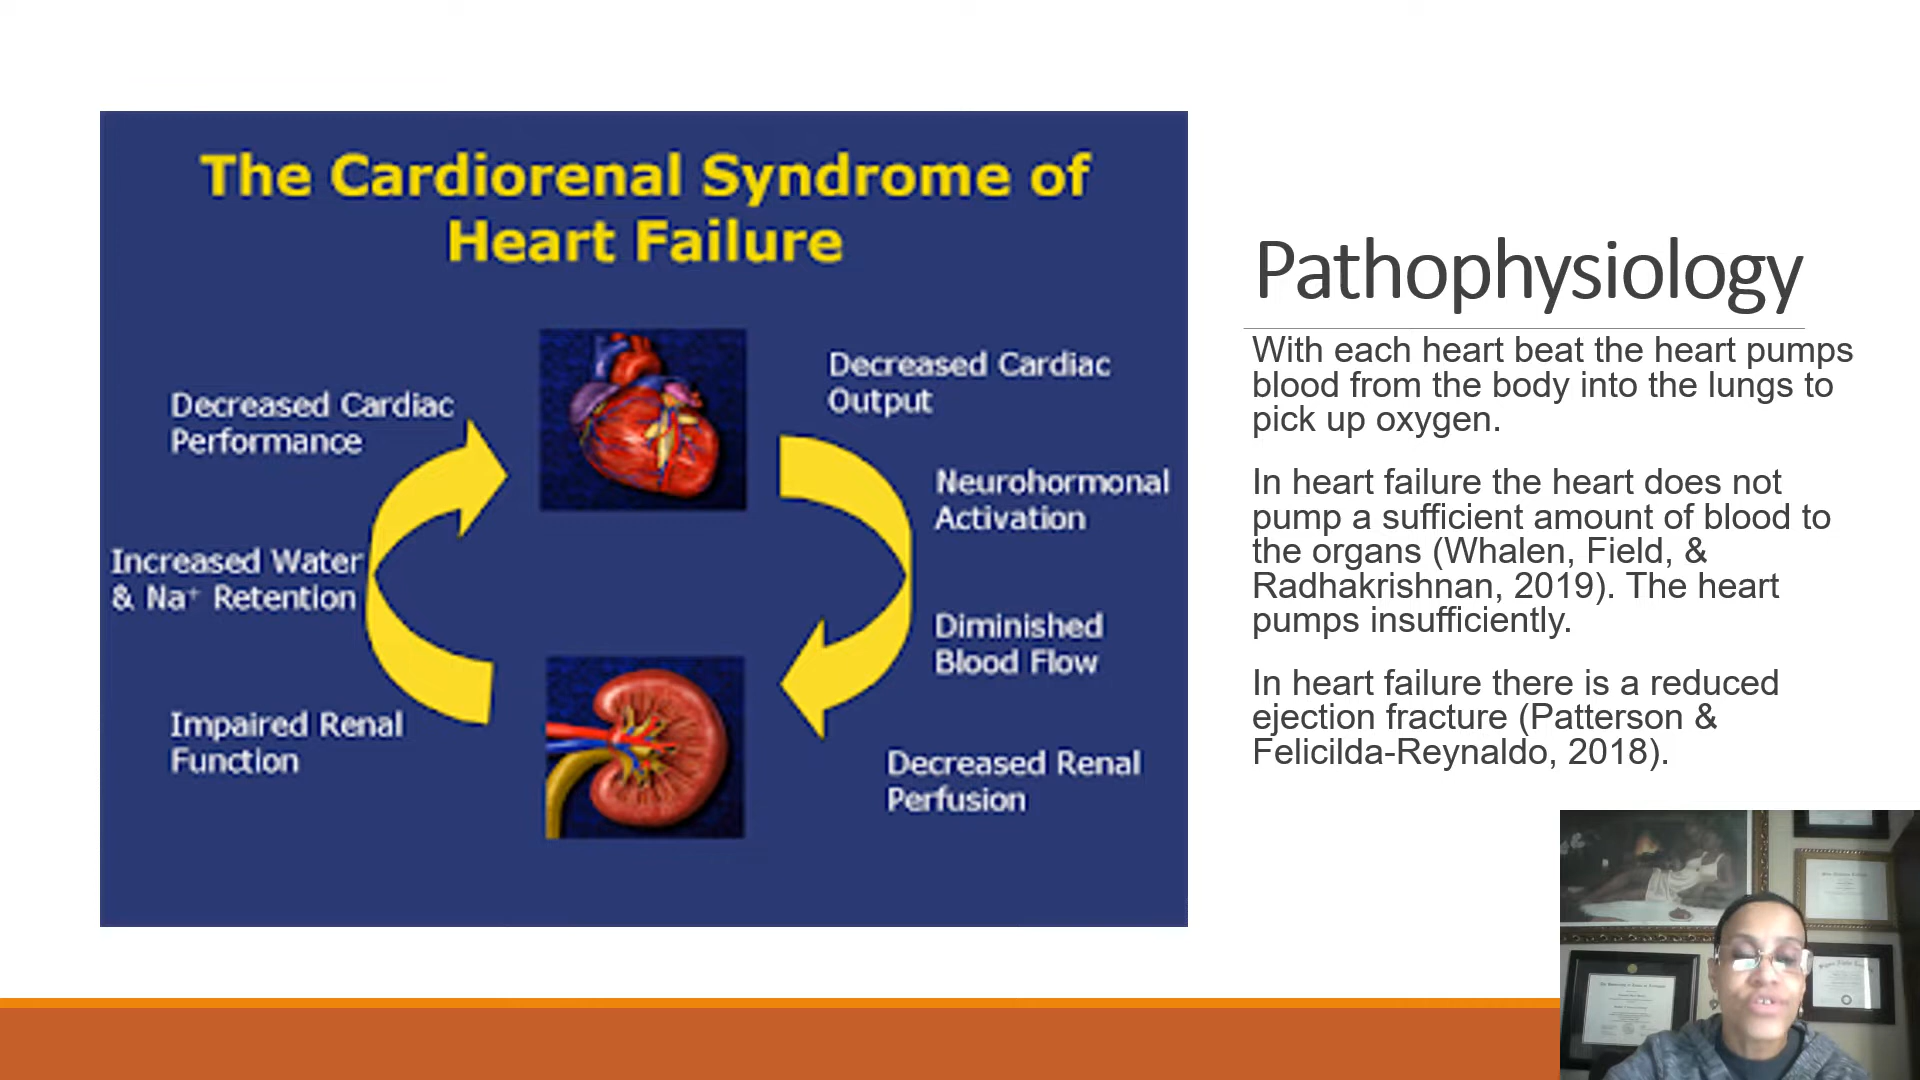 The Cardiorenal Syndrome of
Heart Failure
Decreased Cardiac
Output
Neurohormonal
Activation
Diminished
Blood Flow
Decreased Renal
Perfusion
Impaired Renal
Function
Increased Water
& Na⁺ Retention
Decreased Cardiac
Performance
Pathophysiology
With each heart beat the heart pumps
blood from the body into the lungs to
pick up oxygen.
In heart failure the heart does not
pump a sufficient amount of blood to
the organs (Whalen, Field, &
Radhakrishnan, 2019). The heart
pumps insufficiently.
In heart failure there is a reduced
ejection fracture (Patterson &
Felicilda-Reynaldo, 2018).